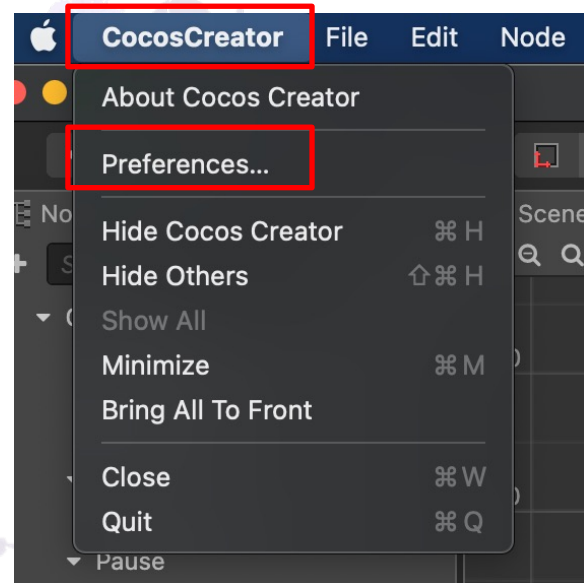 CocosCreator File Edit Node
About Cocos Creator
Preferences...
No
Scene
Hide Cocos Creator ⌘ H
Hide Others ⇧⌘ H
Show All
Minimize ⌘ M
Bring All To Front
Close ⌘ W
Quit ⌘ Q
Pause